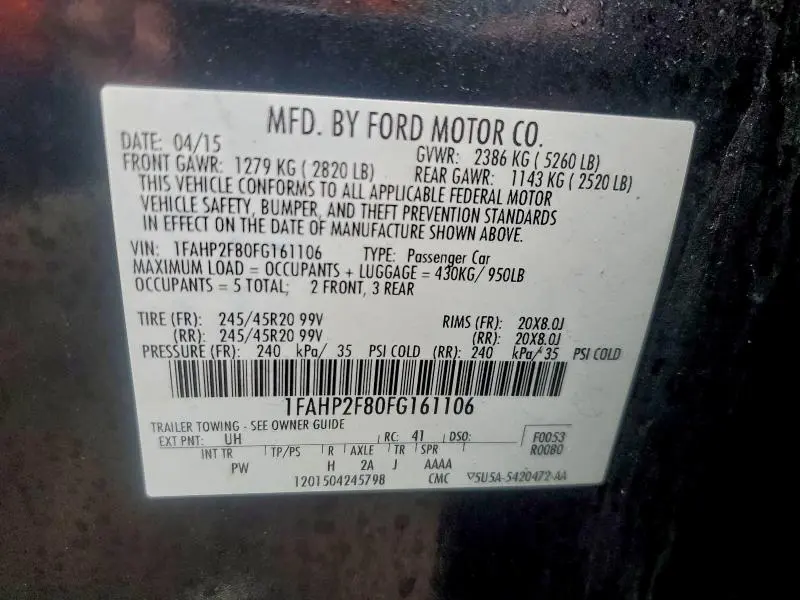 MFD. BY FORD MOTOR CO.
DATE: 04/15 GVWR: 2386 KG ( 5260 LB)
FRONT GAWR: 1279 KG ( 2820 LB) REAR GAWR: 1143 KG ( 2520 LB)
THIS VEHICLE CONFORMS TO ALL APPLICABLE FEDERAL MOTOR
VEHICLE SAFETY, BUMPER, AND THEFT PREVENTION STANDARDS
IN EFFECT ON THE DATE OF MANUFACTURE SHOWN ABOVE.
VIN: 1FAHP2F80FG161106 TYPE: Passenger Car
MAXIMUM LOAD = OCCUPANTS + LUGGAGE = 430KG/ 950LB
OCCUPANTS = 5 TOTAL; 2 FRONT, 3 REAR
TIRE (FR): 245/45R20 99V RIMS (FR): 20X8.0J
(RR): 245/45R20 99V (RR): 20X8.0J
PRESSURE (FR): 240 kPa/ 35 PSI COLD (RR): 240 kPa/ 35 PSI COLD
1FAHP2F80FG161106
TRAILER TOWING - SEE OWNER GUIDE
EXT PNT: UH RC: 41 DSO: F0053
INT TR TP/PS R AXLE TR SPR R0080
PW H 2A J AAAA
1201504245798 CMC 5U5A-5420472-AA